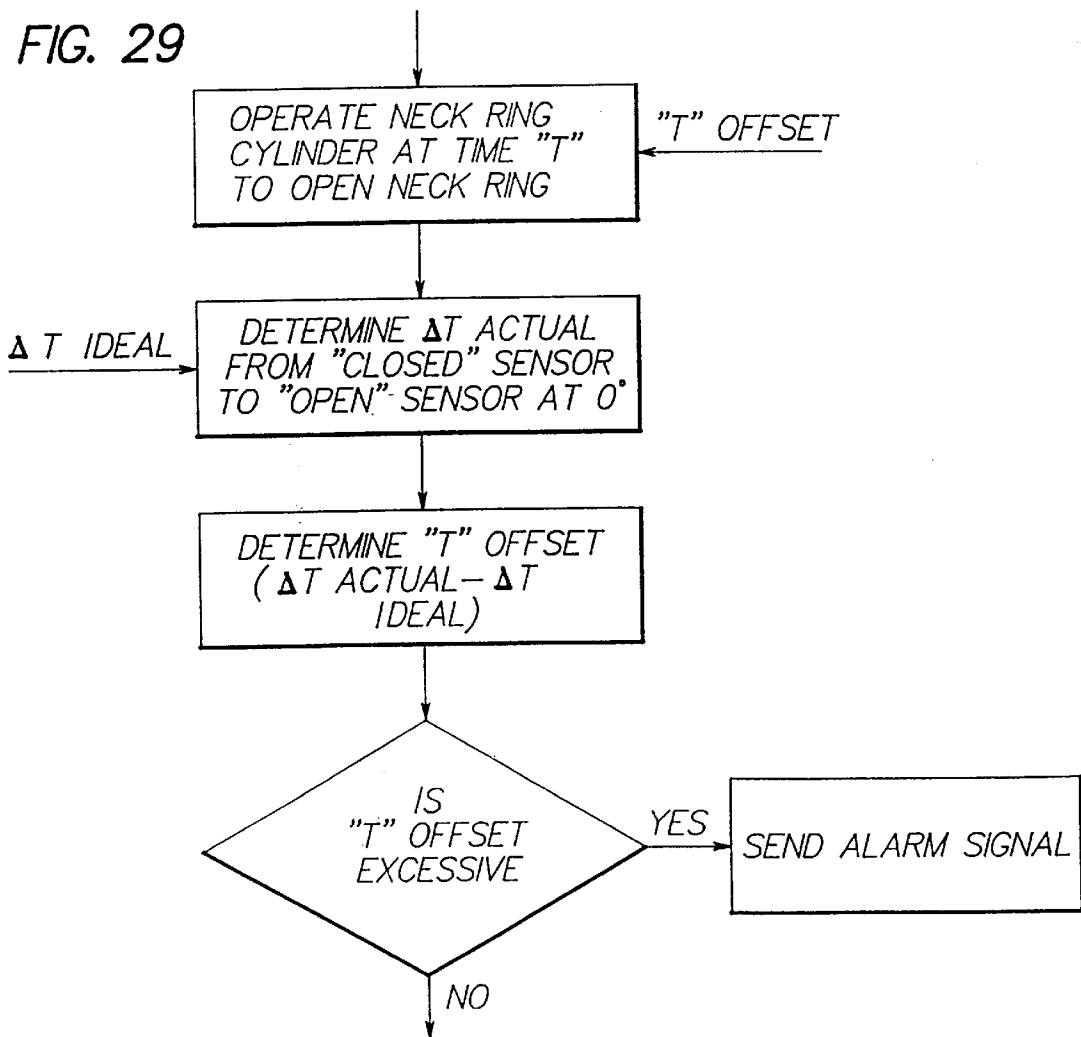 FIG. 29
OPERATE NECK RING
CYLINDER AT TIME "T"
TO OPEN NECK RING
"T" OFFSET
Δ T IDEAL
DETERMINE ΔT ACTUAL
FROM "CLOSED" SENSOR
TO "OPEN" SENSOR AT 0°
DETERMINE "T" OFFSET
( ΔT ACTUAL – ΔT
IDEAL)
IS
"T" OFFSET
EXCESSIVE
YES
SEND ALARM SIGNAL
NO